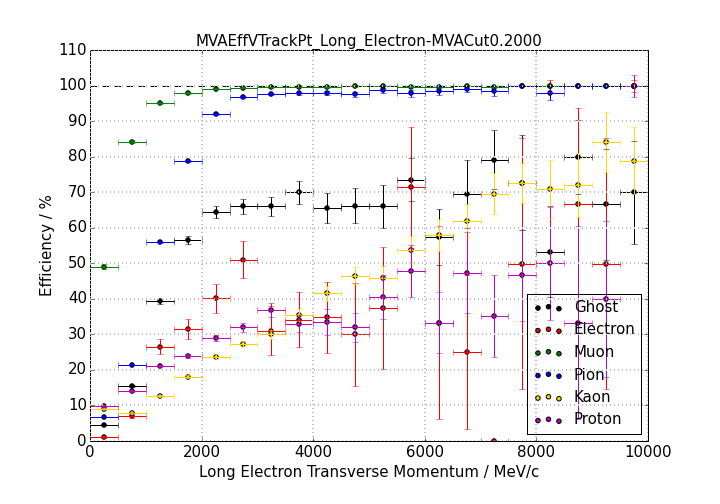 MVAEffVTrackPt_Long_Electron-MVACut0.2000
110
100
90
80
70
60
50
40
30
20
10
0
Efficiency / %
Ghost
Electron
Muon
Pion
Kaon
Proton
0 2000 4000 6000 8000 10000
Long Electron Transverse Momentum / MeV/c